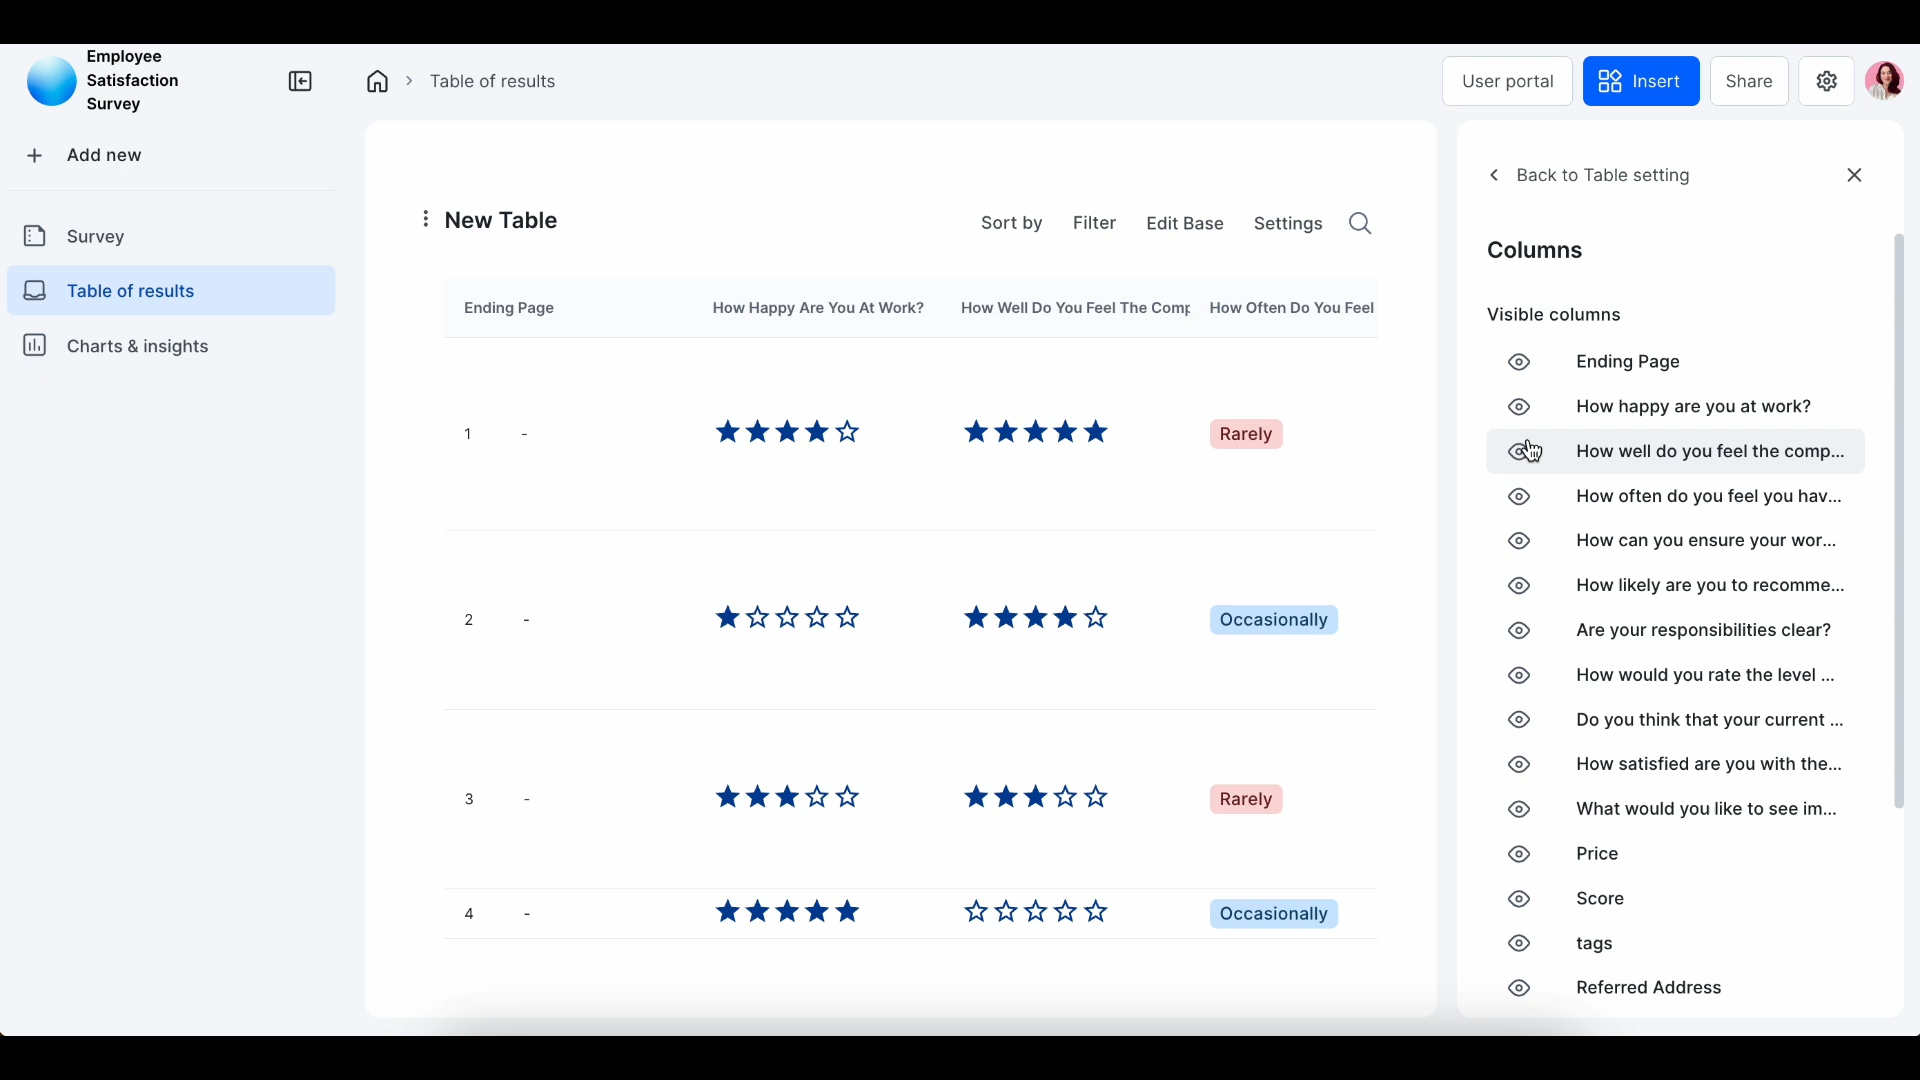 Employee
Satisfaction
Survey
Table of results
User portal
Insert
Share
Add new
Survey
Table of results
Charts & insights
New Table
Sort by
Filter
Edit Base
Settings
Ending Page
How Happy Are You At Work?
How Well Do You Feel The Comp
How Often Do You Feel
1
-
Rarely
2
-
Occasionally
3
-
Rarely
4
-
Occasionally
Back to Table setting
Columns
Visible columns
Ending Page
How happy are you at work?
How well do you feel the comp...
How often do you feel you hav...
How can you ensure your wor...
How likely are you to recomme...
Are your responsibilities clear?
How would you rate the level ...
Do you think that your current ...
How satisfied are you with the...
What would you like to see im...
Price
Score
tags
Referred Address